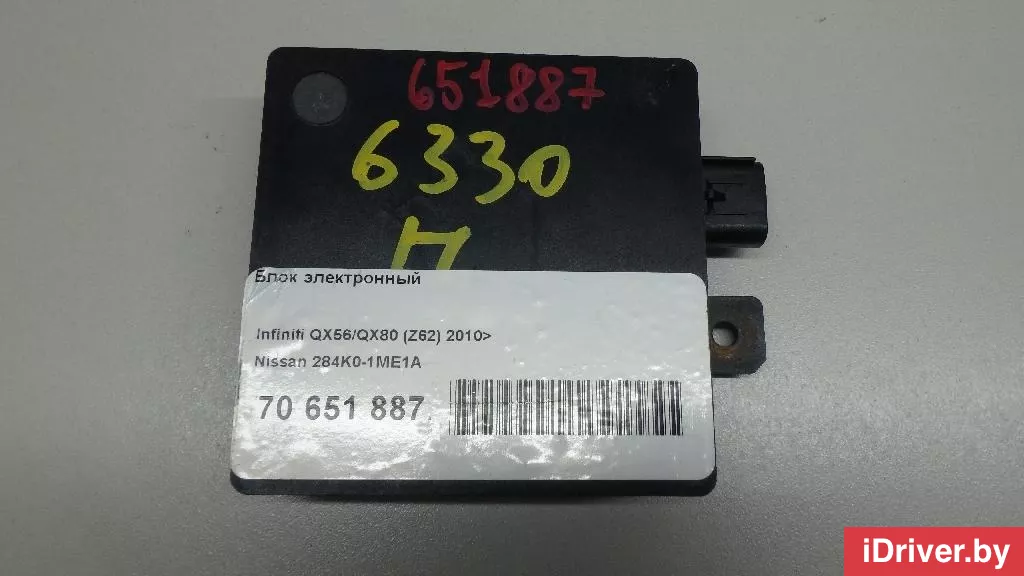 651887
6330
Блок электронный
Infiniti QX56/QX80 (Z62) 2010>
Nissan 284K0-1ME1A
70 651 887
iDriver.by